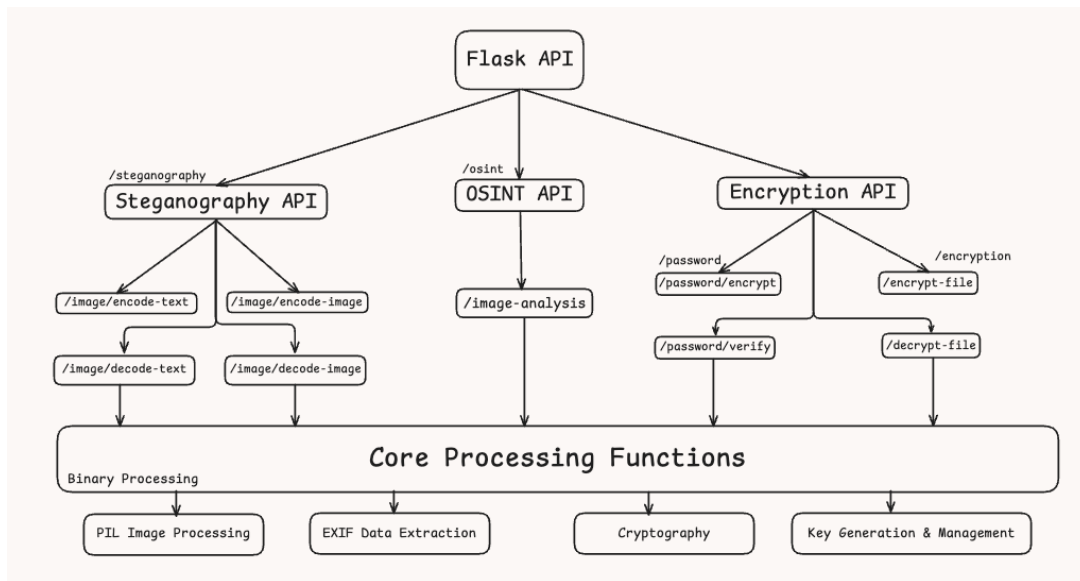 Flask API
/steganography
Steganography API
/osint
OSINT API
Encryption API
/password
/encryption
/image/encode-text
/image/encode-image
/image-analysis
/password/encrypt
/encrypt-file
/image/decode-text
/image/decode-image
/password/verify
/decrypt-file
Core Processing Functions
Binary Processing
PIL Image Processing
EXIF Data Extraction
Cryptography
Key Generation & Management